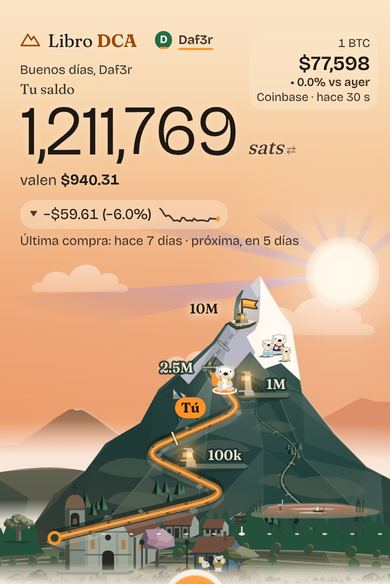 Libro DCA
D Daf3r
1 BTC
$77,598
• 0.0% vs ayer
Coinbase · hace 30 s
Buenos días, Daf3r
Tu saldo
1,211,769 sats
valen $940.31
▼ −$59.61 (−6.0%)
Última compra: hace 7 días · próxima, en 5 días
10M
2.5M
1M
Tú
100k